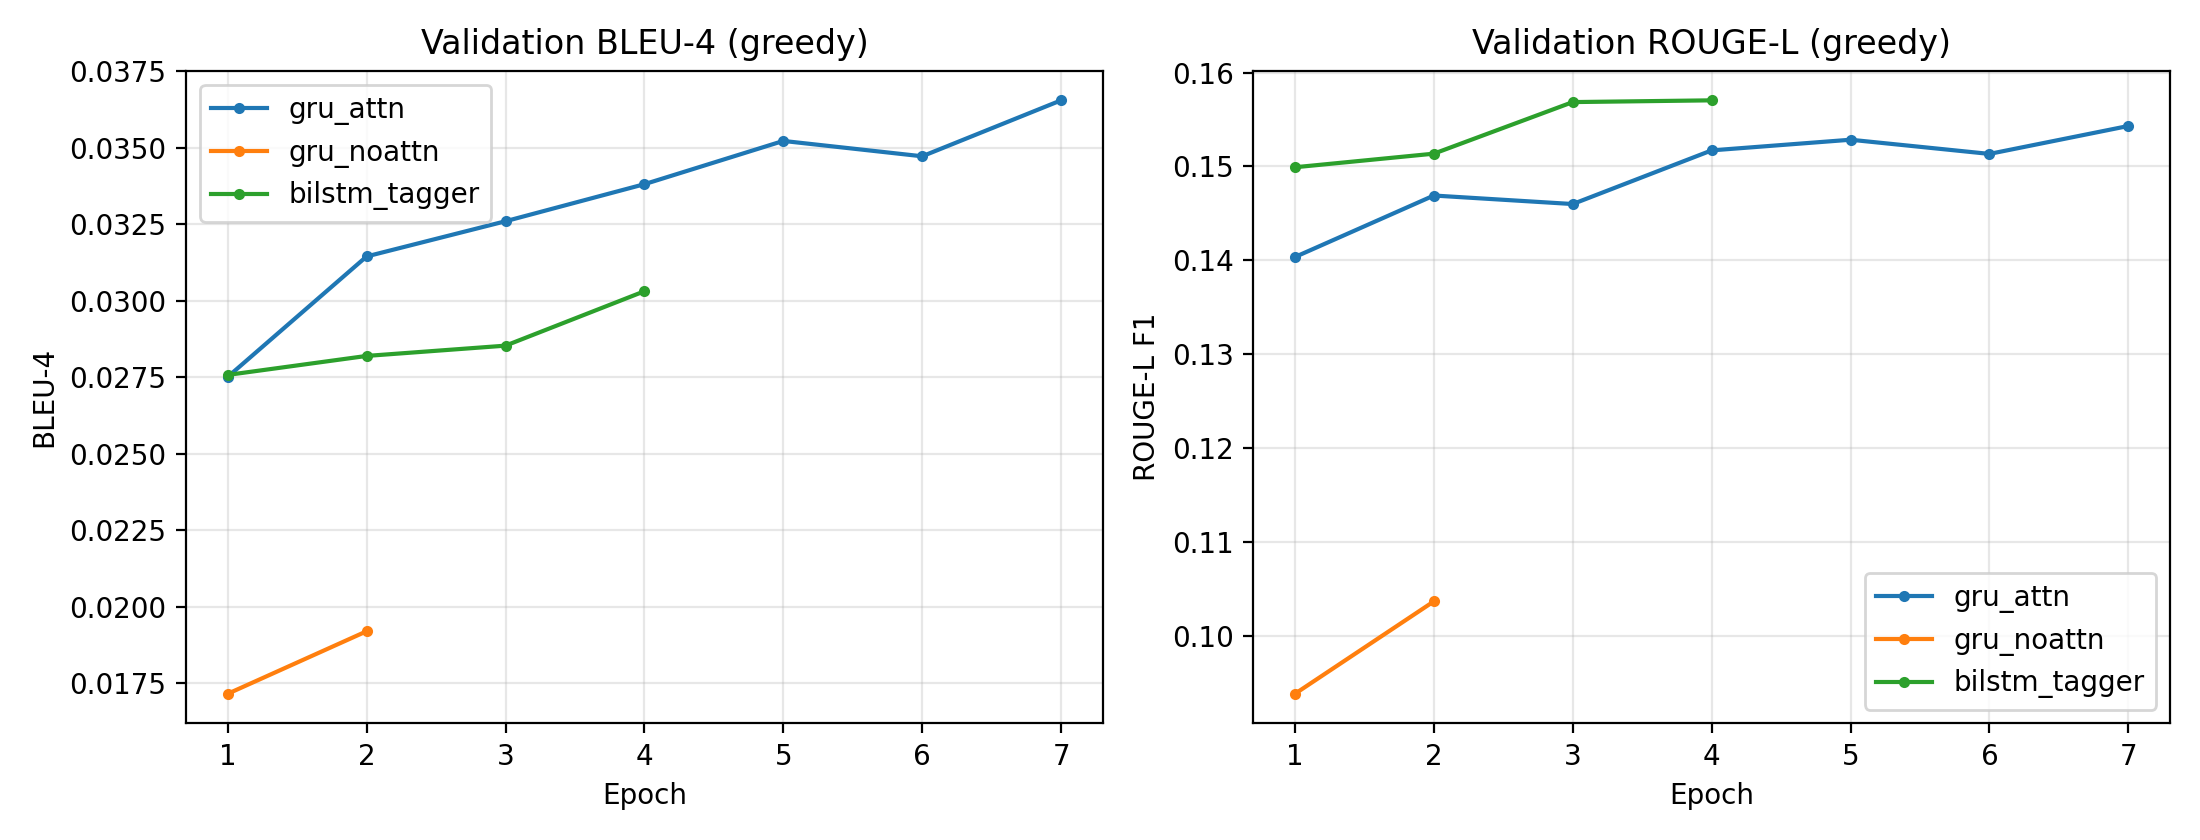 Validation BLEU-4 (greedy)
0.0375
0.0350
0.0325
0.0300
0.0275
0.0250
0.0225
0.0200
0.0175
BLEU-4
gru_attn
gru_noattn
bilstm_tagger
1 2 3 4 5 6 7
Epoch
Validation ROUGE-L (greedy)
0.16
0.15
0.14
0.13
0.12
0.11
0.10
ROUGE-L F1
gru_attn
gru_noattn
bilstm_tagger
1 2 3 4 5 6 7
Epoch